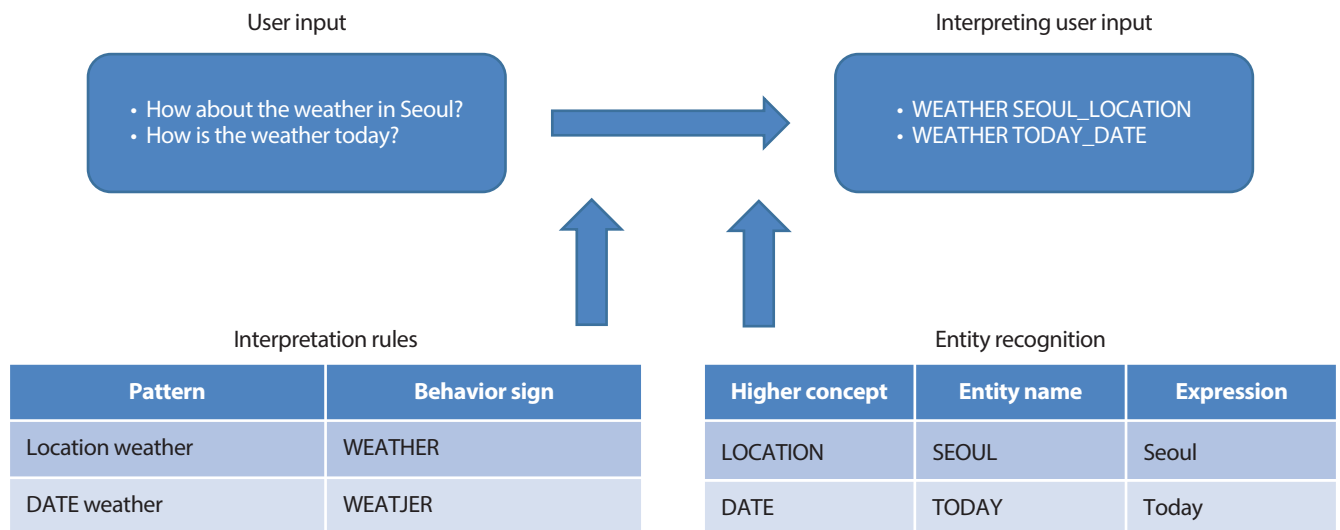 User input
Interpreting user input
• How about the weather in Seoul?
• How is the weather today?
• WEATHER SEOUL_LOCATION
• WEATHER TODAY_DATE
Interpretation rules
Pattern Behavior sign
Location weather WEATHER
DATE weather WEATJER
Entity recognition
Higher concept Entity name Expression
LOCATION SEOUL Seoul
DATE TODAY Today